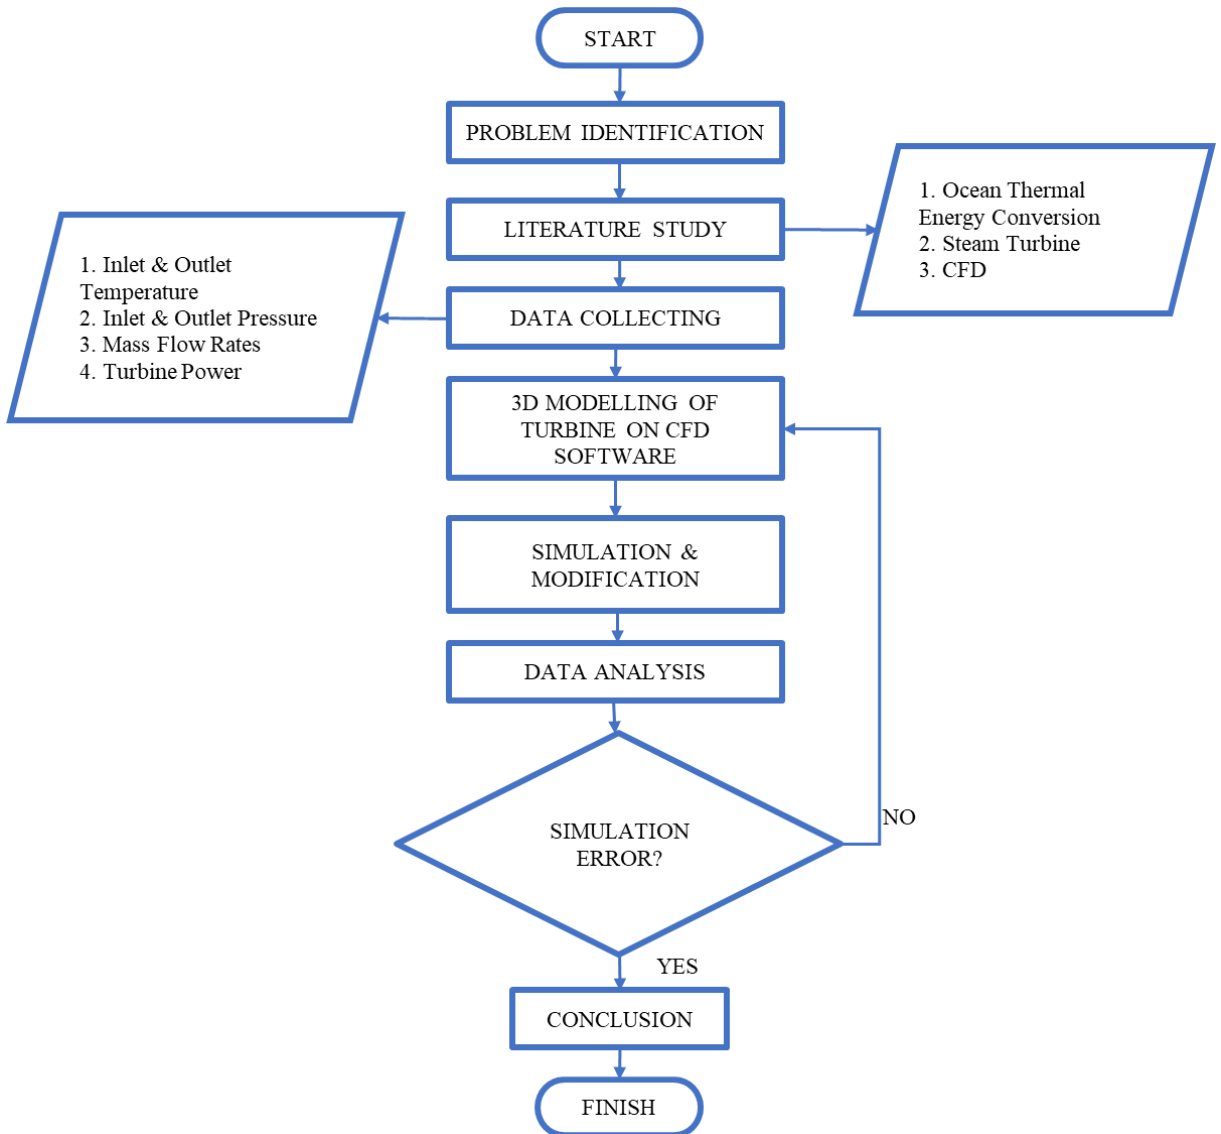 START
PROBLEM IDENTIFICATION
LITERATURE STUDY
1. Ocean Thermal
Energy Conversion
2. Steam Turbine
3. CFD
DATA COLLECTING
1. Inlet & Outlet
Temperature
2. Inlet & Outlet Pressure
3. Mass Flow Rates
4. Turbine Power
3D MODELLING OF
TURBINE ON CFD
SOFTWARE
SIMULATION &
MODIFICATION
DATA ANALYSIS
SIMULATION
ERROR?
NO
YES
CONCLUSION
FINISH